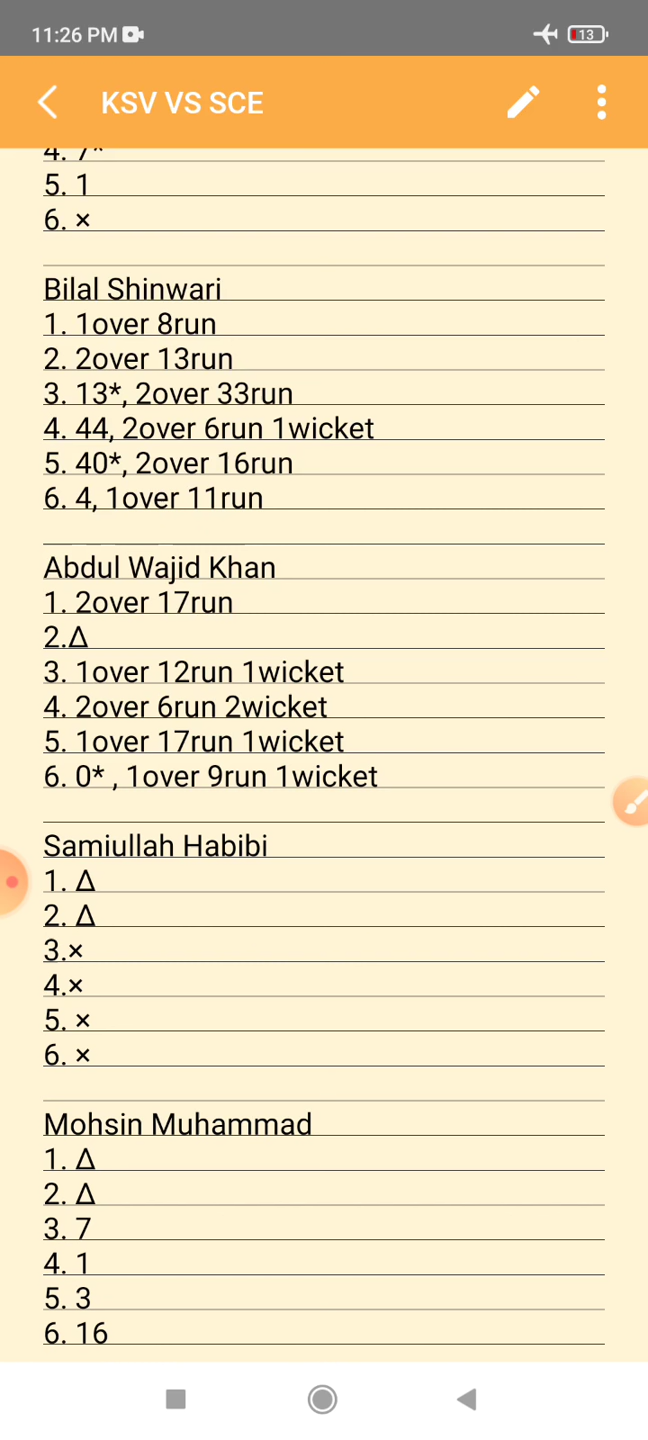 11:26 PM
13
KSV VS SCE
4. 7*
5. 1
6. ×
Bilal Shinwari
1. 1over 8run
2. 2over 13run
3. 13*, 2over 33run
4. 44, 2over 6run 1wicket
5. 40*, 2over 16run
6. 4, 1over 11run
Abdul Wajid Khan
1. 2over 17run
2.Δ
3. 1over 12run 1wicket
4. 2over 6run 2wicket
5. 1over 17run 1wicket
6. 0* , 1over 9run 1wicket
Samiullah Habibi
1. Δ
2. Δ
3.×
4.×
5. ×
6. ×
Mohsin Muhammad
1. Δ
2. Δ
3. 7
4. 1
5. 3
6. 16